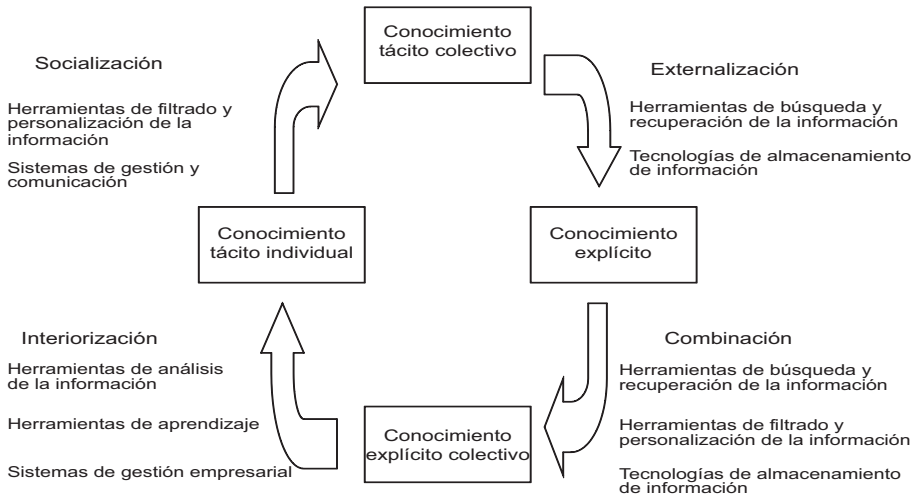 Conocimiento
tácito colectivo
Socialización
Herramientas de filtrado y
personalización de la
información
Sistemas de gestión y
comunicación
Externalización
Herramientas de búsqueda y
recuperación de la información
Tecnologías de almacenamiento
de información
Conocimiento
tácito individual
Conocimiento
explícito
Interiorización
Herramientas de análisis
de la información
Herramientas de aprendizaje
Sistemas de gestión empresarial
Conocimiento
explícito colectivo
Combinación
Herramientas de búsqueda y
recuperación de la información
Herramientas de filtrado y
personalización de la información
Tecnologías de almacenamiento
de información